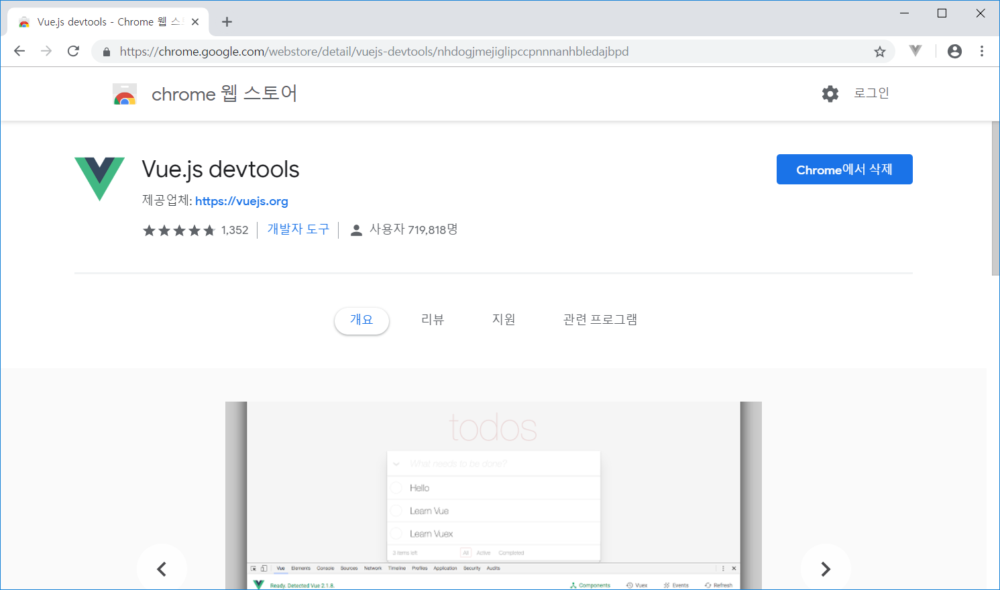 Vue.js devtools - Chrome 웹 스
https://chrome.google.com/webstore/detail/vuejs-devtools/nhdogjmejiglipccpnnnanhbledajbpd
chrome 웹 스토어
로그인
Vue.js devtools
Chrome에서 삭제
제공업체: https://vuejs.org
1,352
개발자 도구
사용자 719,818명
개요
리뷰
지원
관련 프로그램
todos
What needs to be done?
Hello
Learn Vue
Learn Vuex
3 items left
All
Active
Completed
Vue Elements Console Sources Network Timeline Profiles Application Security Audits
Ready. Detected Vue 2.1.8.
Components
Vuex
Events
Refresh